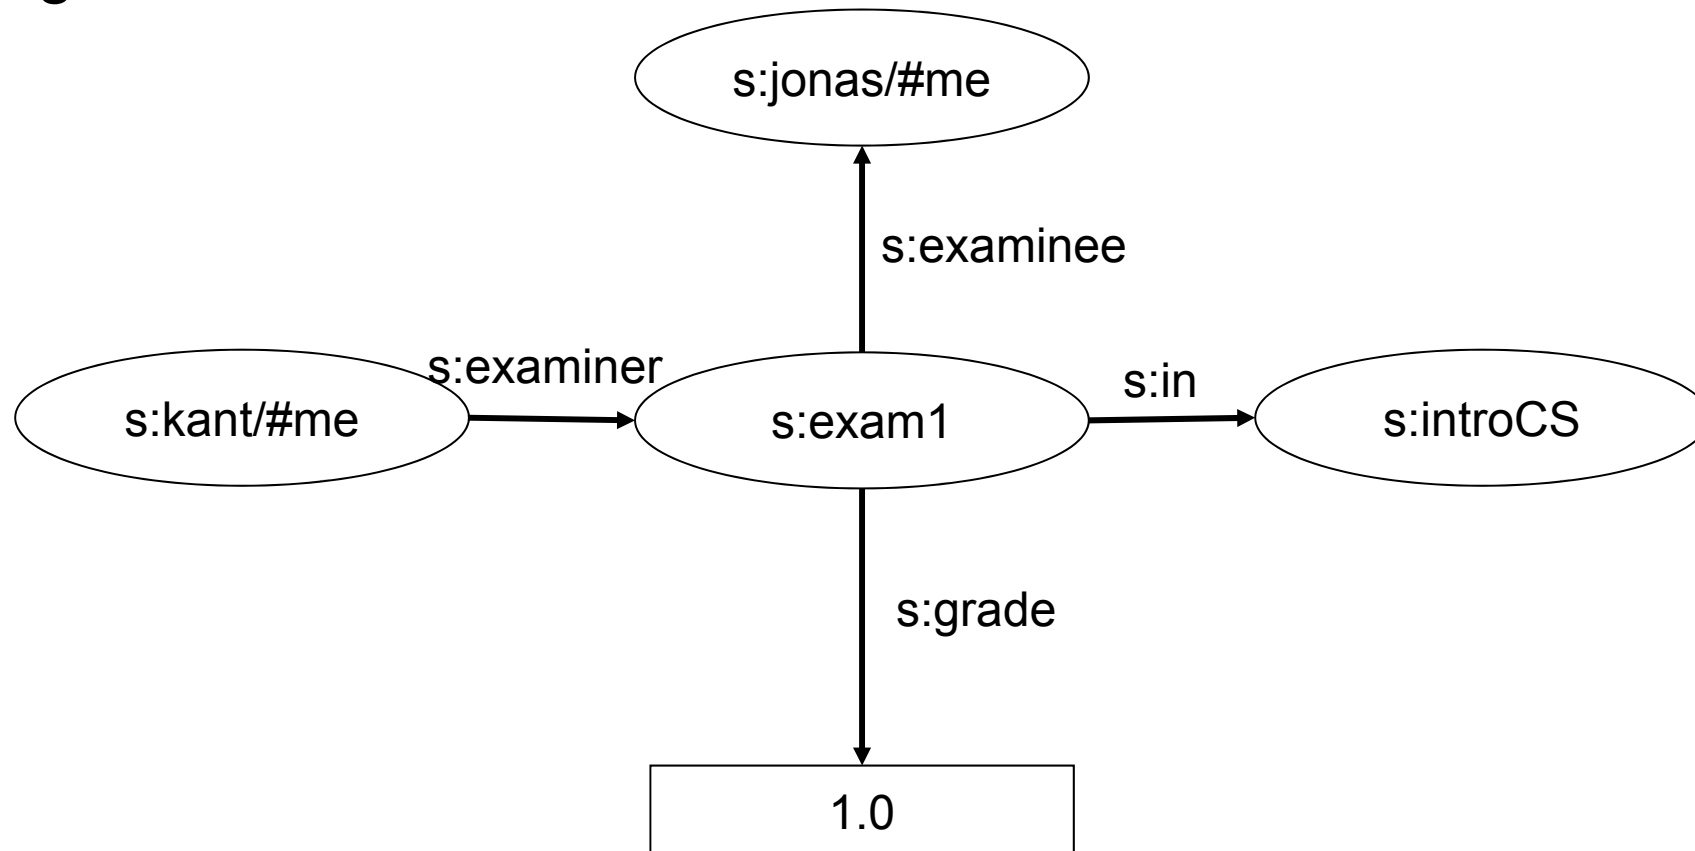 s:jonas/#me
s:examinee
s:examiner
s:in
s:kant/#me
s:exam1
s:introCS
s:grade
1.0